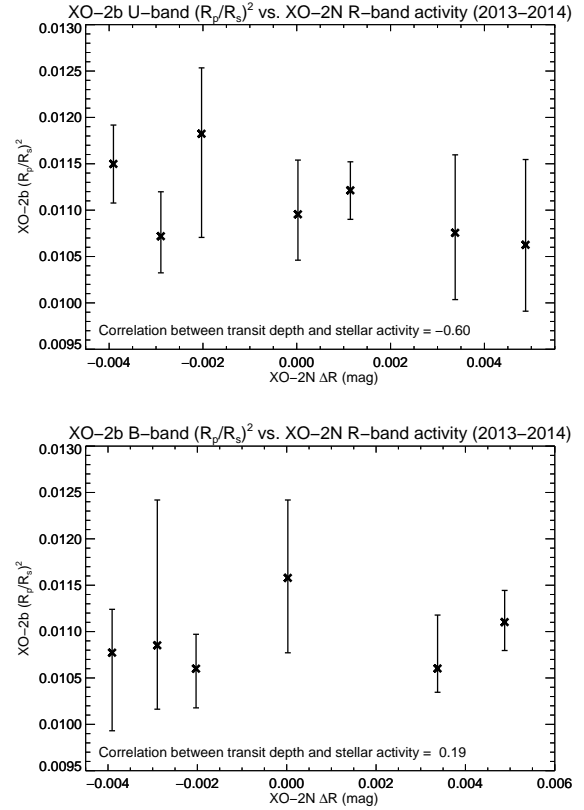 XO−2b U−band (Rp/Rs)2 vs. XO−2N R−band activity (2013−2014)
0.0130
0.0125
0.0120
0.0115
0.0110
0.0105
0.0100
0.0095
XO−2b (Rp/Rs)2
Correlation between transit depth and stellar activity = −0.60
−0.004 −0.002 0.000 0.002 0.004
XO−2N ΔR (mag)
XO−2b B−band (Rp/Rs)2 vs. XO−2N R−band activity (2013−2014)
0.0130
0.0125
0.0120
0.0115
0.0110
0.0105
0.0100
0.0095
XO−2b (Rp/Rs)2
Correlation between transit depth and stellar activity = 0.19
−0.004 −0.002 0.000 0.002 0.004 0.006
XO−2N ΔR (mag)